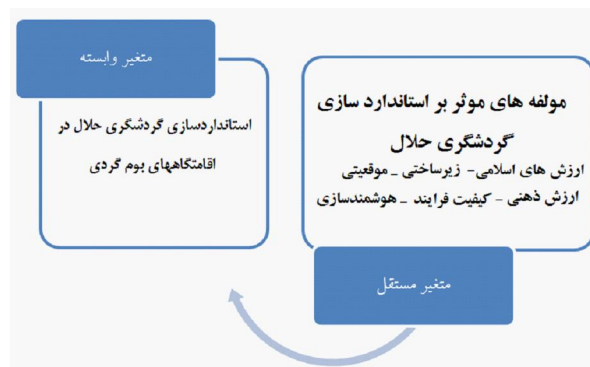 مولفه های موثر بر استاندارد سازی
گردشگری حلال
ارزش های اسلامی- زیرساختی _ موقعیتی
ارزش ذهنی - کیفیت فرایند _ هوشمندسازی
متغیر مستقل
متغیر وابسته
استانداردسازی گردشگری حلال در
اقامتگاههای بوم گردی